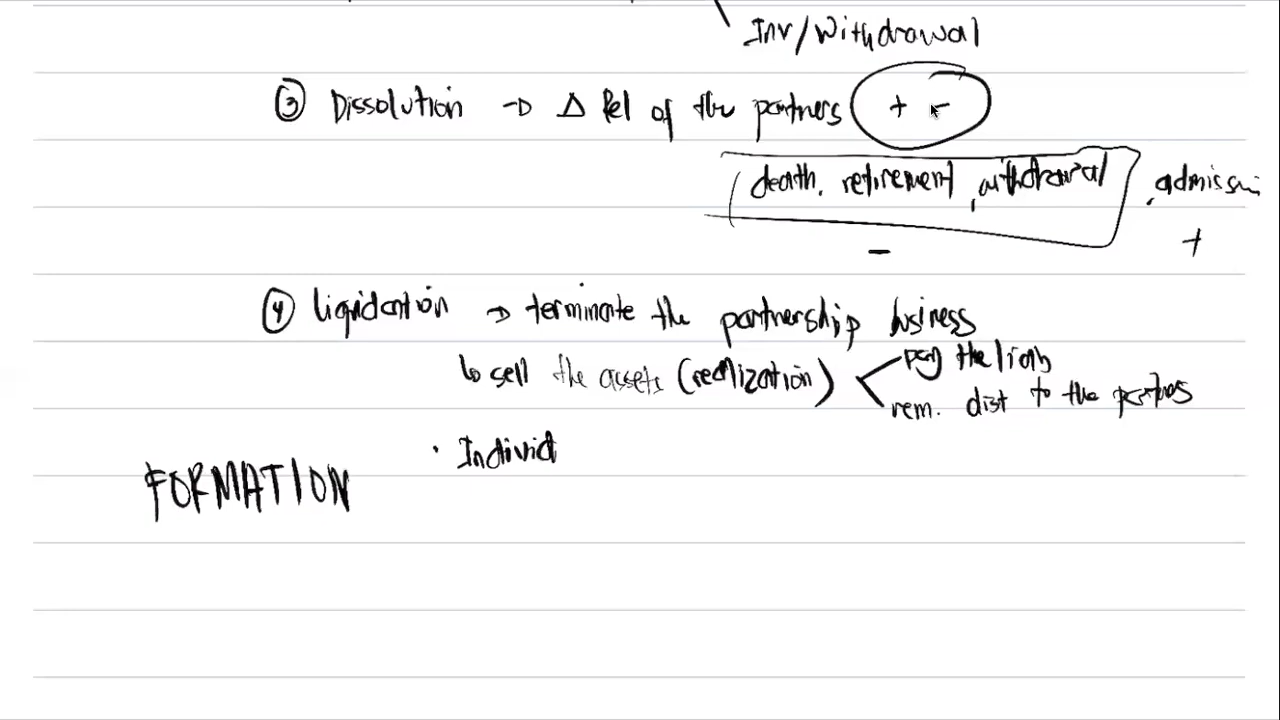 Inv/Withdrawal
③ Dissolution → Δ Rel of the partners + -
death, retirement, withdrawal, admissi
- +
④ liquidation → terminate the partnership business
↳ sell the assets (realization) < pay the liab
rem. dist to the partners
• Individ
FORMATION